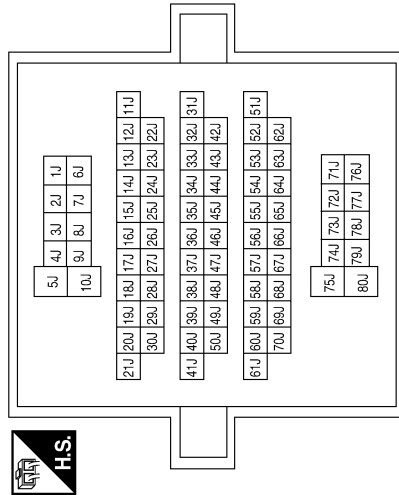 H.S.
5J 4J 3J 2J 1J
10J 9J 8J 7J 6J
21J 20J 19J 18J 17J 16J 15J 14J 13J 12J 11J
30J 29J 28J 27J 26J 25J 24J 23J 22J
41J 40J 39J 38J 37J 36J 35J 34J 33J 32J 31J
50J 49J 48J 47J 46J 45J 44J 43J 42J
61J 60J 59J 58J 57J 56J 55J 54J 53J 52J 51J
70J 69J 68J 67J 66J 65J 64J 63J 62J
75J 74J 73J 72J 71J
80J 79J 78J 77J 76J